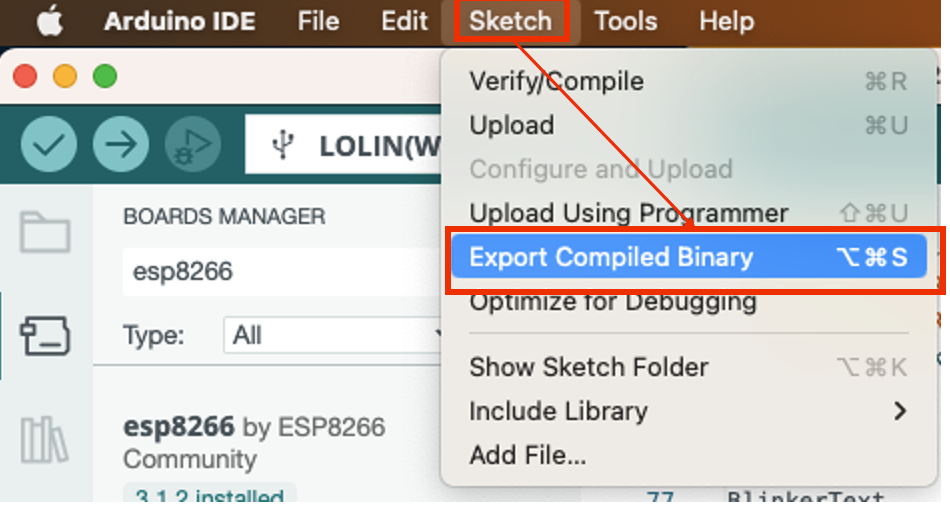 Arduino IDE File Edit Sketch Tools Help
Verify/Compile ⌘R
Upload ⌘U
Configure and Upload
Upload Using Programmer ⇧⌘U
Export Compiled Binary ⌥⌘S
Optimize for Debugging
Show Sketch Folder ⌥⌘K
Include Library
Add File...
LOLIN(W
BOARDS MANAGER
esp8266
Type: All
esp8266 by ESP8266
Community
3.1.2 installed
77 BlinkerText